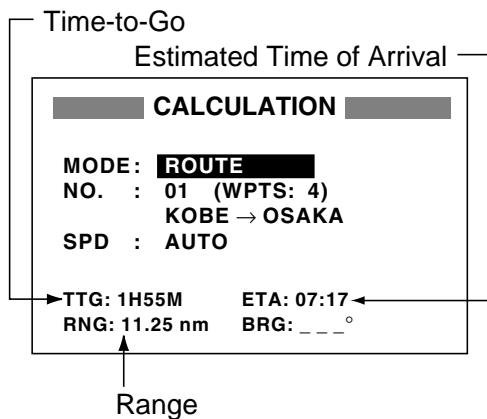 Time-to-Go
Estimated Time of Arrival
CALCULATION
MODE: ROUTE
NO. : 01 (WPTS: 4)
KOBE → OSAKA
SPD : AUTO
TTG: 1H55M ETA: 07:17
RNG: 11.25 nm BRG: _ _ _°
Range